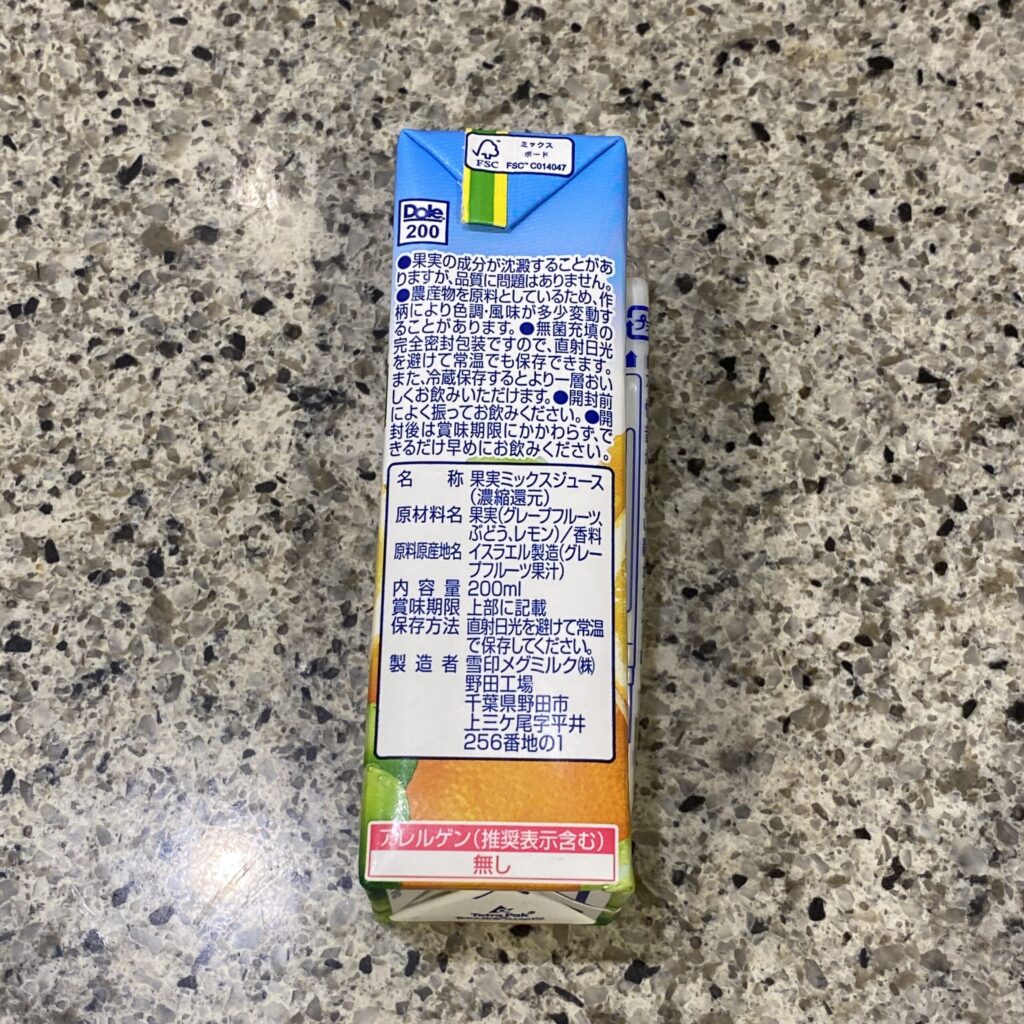 FSC
ミックス
ボード
FSC™ C014047
Dole
200
●果実の成分が沈澱することがあ
りますが、品質に問題はありません。
●農産物を原料としているため、作
柄により色調・風味が多少変動す
ることがあります。●無菌充填の
完全密封包装ですので、直射日光
を避けて常温でも保存できます。
また、冷蔵保存するとより一層おい
しくお飲みいただけます。●開封前
によく振ってお飲みください。●開
封後は賞味期限にかかわらず、で
きるだけ早めにお飲みください。
名称 果実ミックスジュース
(濃縮還元)
原材料名 果実(グレープフルーツ、
ぶどう、レモン)/香料
原料原産地名 イスラエル製造(グレー
プフルーツ果汁)
内容量 200ml
賞味期限 上部に記載
保存方法 直射日光を避けて常温
で保存してください。
製造者 雪印メグミルク㈱
野田工場
千葉県野田市
上三ケ尾字平井
256番地の1
アレルゲン(推奨表示含む)
無し
Tetra Pak